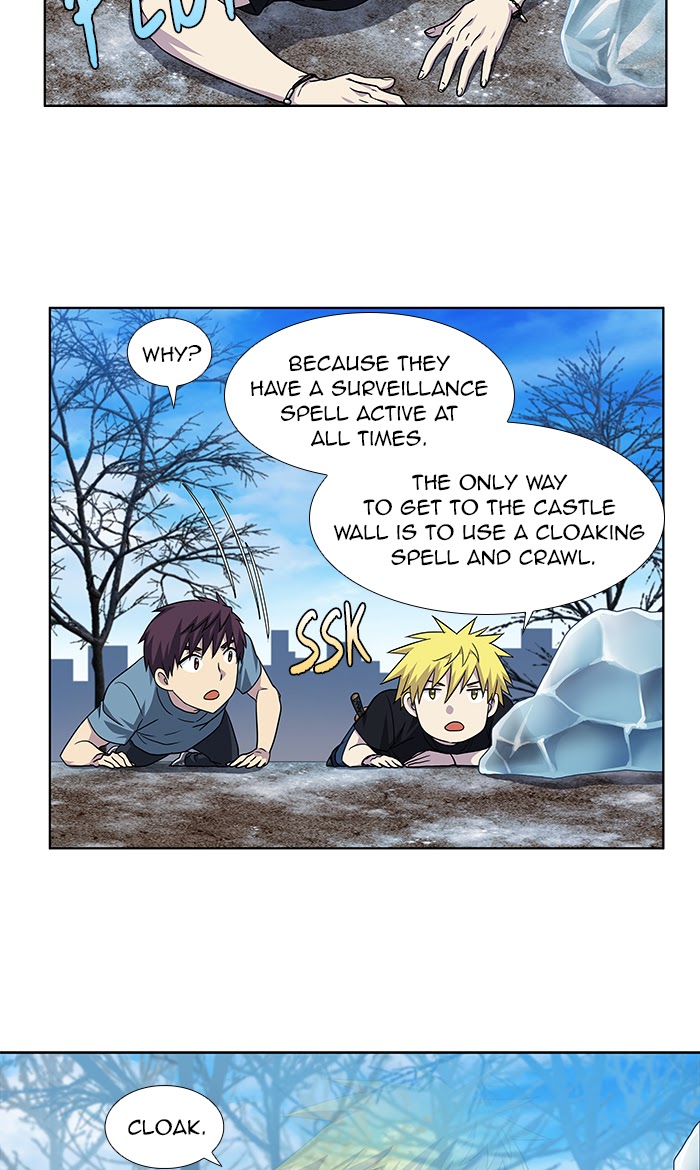 WHY?
BECAUSE THEY
HAVE A SURVEILLANCE
SPELL ACTIVE AT
ALL TIMES.
THE ONLY WAY
TO GET TO THE CASTLE
WALL IS TO USE A CLOAKING
SPELL AND CRAWL.
SSK
CLOAK.